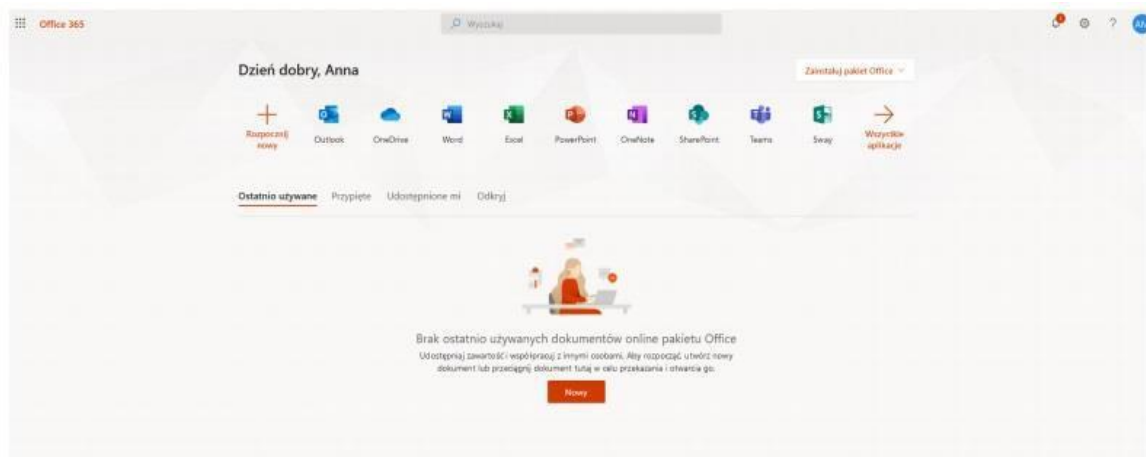 Office 365
Wyszukaj
?
AN
Dzień dobry, Anna
Zainstaluj pakiet Office
Rozpocznij
nowy
Outlook
OneDrive
Word
Excel
PowerPoint
OneNote
SharePoint
Teams
Sway
Wszystkie
aplikacje
Ostatnio używane Przypięte Udostępnione mi Odkryj
Brak ostatnio używanych dokumentów online pakietu Office
Udostępniaj zawartość i współpracuj z innymi osobami. Aby rozpocząć, utwórz nowy
dokument lub przeciągnij dokument tutaj w celu przekazania i otwarcia go.
Nowy